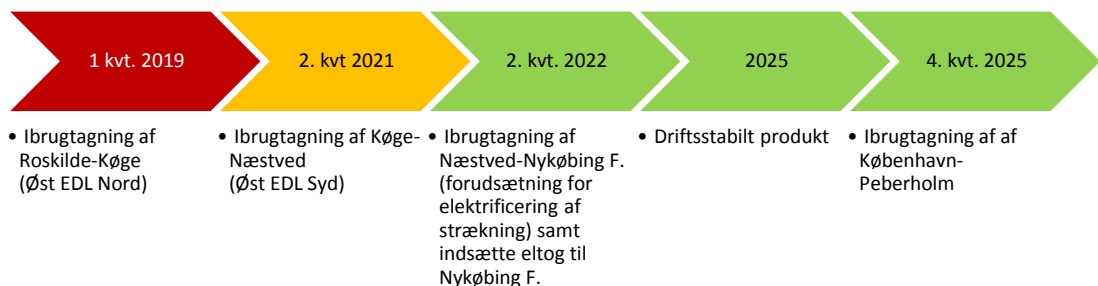 1 kvt. 2019
2. kvt 2021
2. kvt. 2022
2025
4. kvt. 2025
• Ibrugtagning af
Roskilde-Køge
(Øst EDL Nord)
• Ibrugtagning af Køge-
Næstved
(Øst EDL Syd)
• Ibrugtagning af
Næstved-Nykøbing F.
(forudsætning for
elektrificering af
strækning) samt
indsætte eltog til
Nykøbing F.
• Driftsstabilt produkt
• Ibrugtagning af af
København-
Peberholm